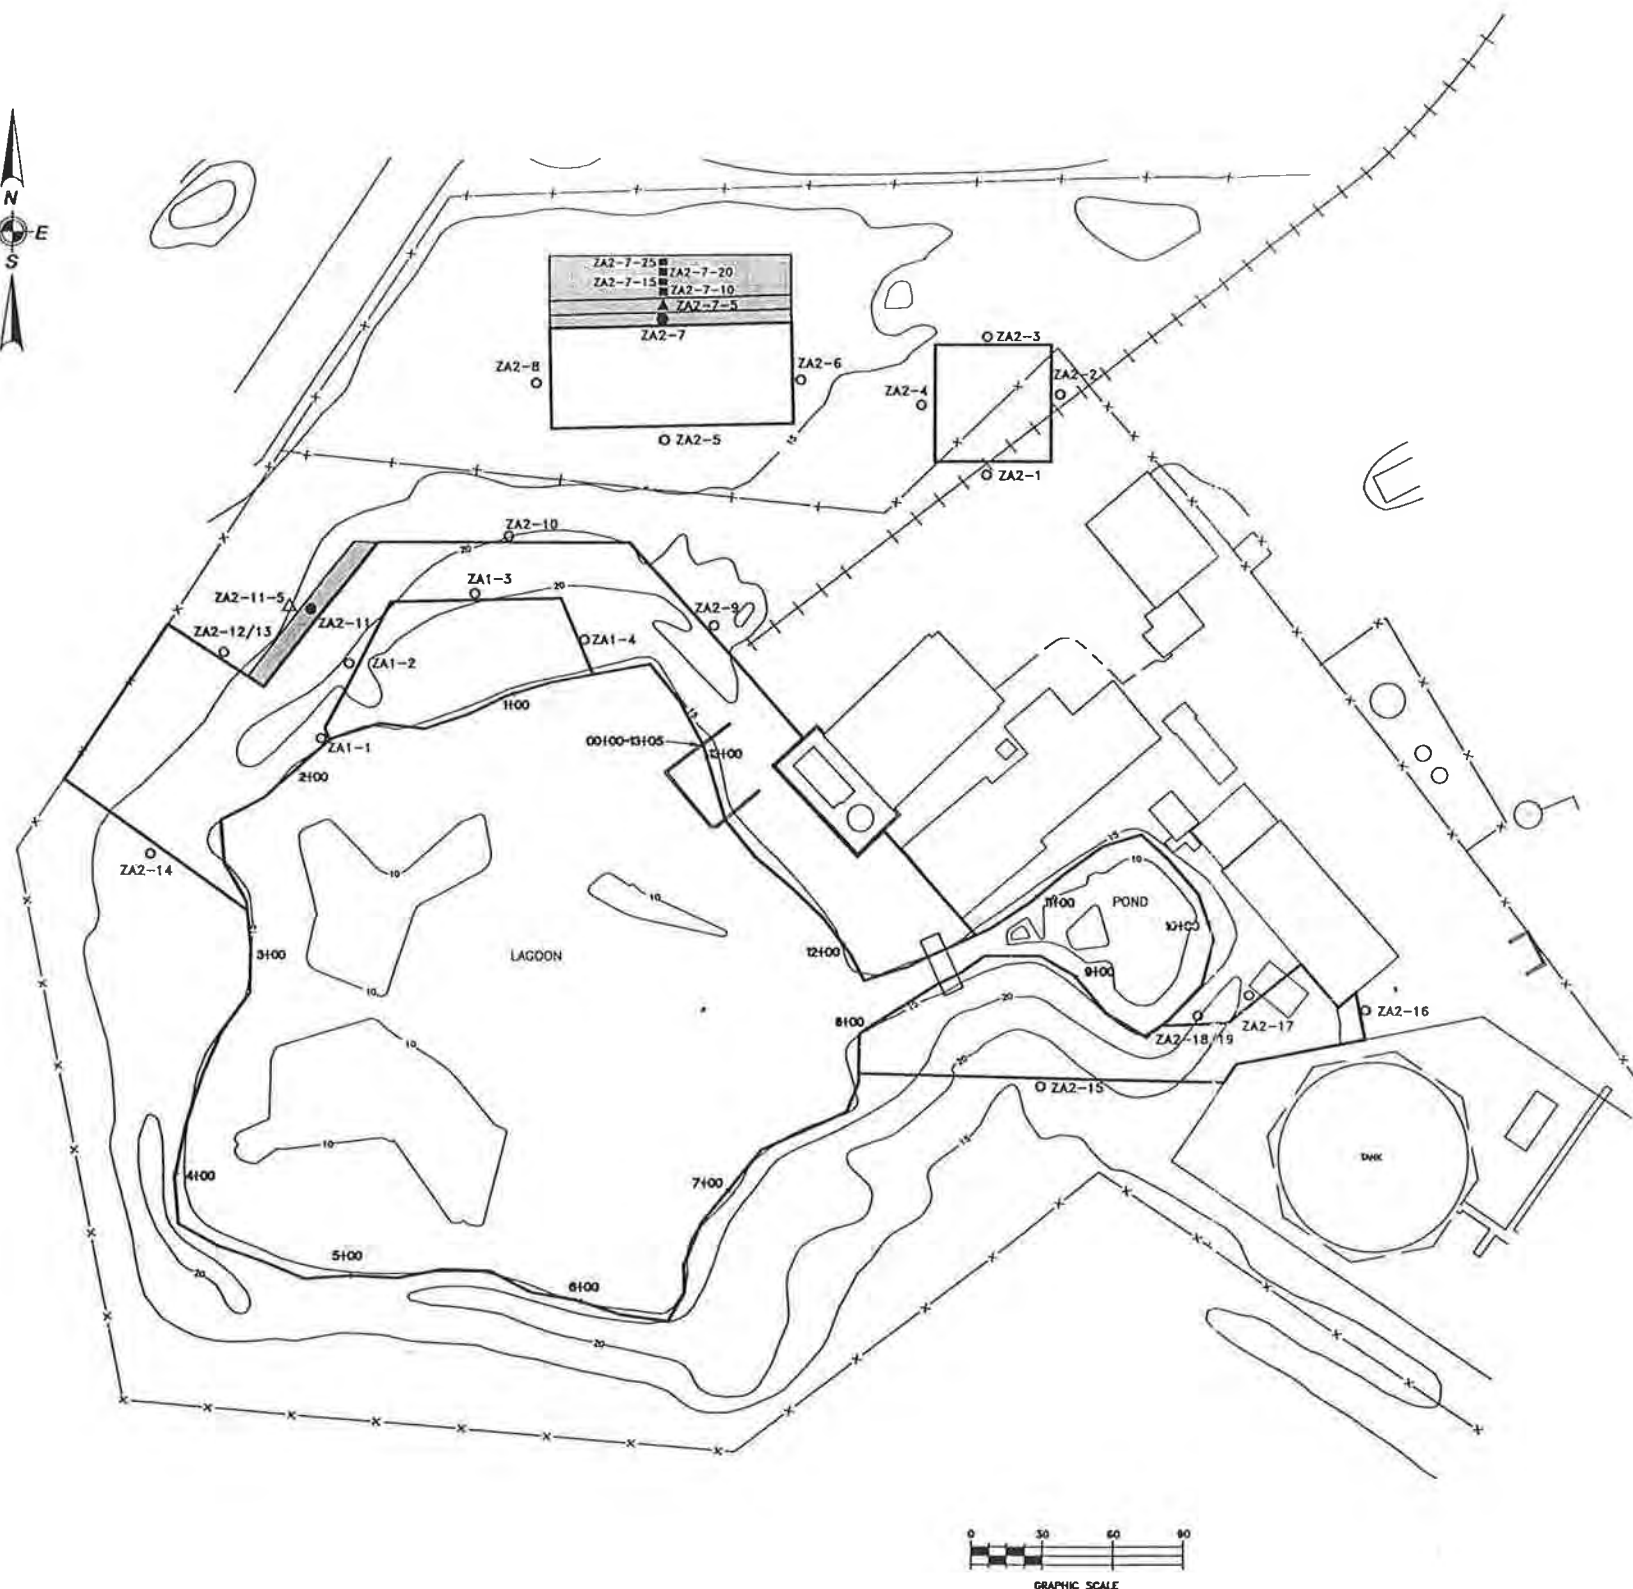 N
E
S
ZA2-7-25
ZA2-7-20
ZA2-7-15
ZA2-7-10
ZA2-7-5
ZA2-7
ZA2-3
ZA2-8
ZA2-6
ZA2-2
ZA2-4
ZA2-5
15
ZA2-1
ZA2-10
20
ZA1-3
20
ZA2-11-5
ZA2-11
ZA2-9
ZA2-12/13
ZA1-4
ZA1-2
1+00
15
ZA1-1
00+00-13+05
13+00
2+00
15
10
ZA2-14
10
10
11+00
POND
10+00
15
3+00
LAGOON
12+00
9+00
10
15
20
8+00
ZA2-16
ZA2-17
ZA2-18/19
10
20
ZA2-15
10
15
TANK
4+00
7+00
5+00
20
6+00
20
0 30 60 90
GRAPHIC SCALE